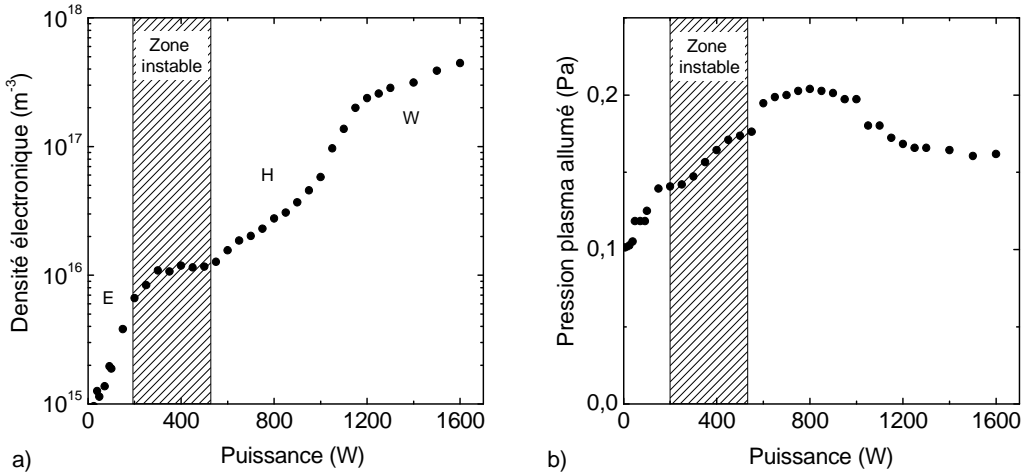 10^18
Zone
instable
10^17
10^16
10^15
E
H
W
Densité électronique (m^-3)
0 400 800 1200 1600
Puissance (W)
a)
0,2
0,1
0,0
Zone
instable
Pression plasma allumé (Pa)
0 400 800 1200 1600
Puissance (W)
b)